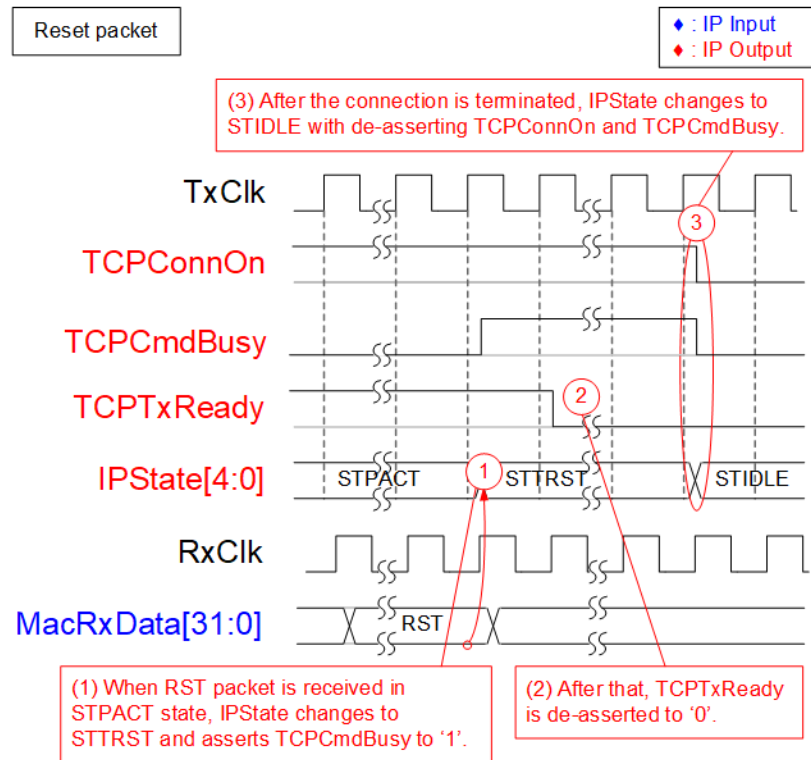 Reset packet
♦ : IP Input
♦ : IP Output
(3) After the connection is terminated, IPState changes to
STIDLE with de-asserting TCPConnOn and TCPCmdBusy.
TxClk
3
TCPConnOn
TCPCmdBusy
TCPTxReady
2
IPState[4:0]
STPACT
1
STTRST
STIDLE
RxClk
MacRxData[31:0]
RST
(1) When RST packet is received in
STPACT state, IPState changes to
STTRST and asserts TCPCmdBusy to ‘1’.
(2) After that, TCPTxReady
is de-asserted to ‘0’.